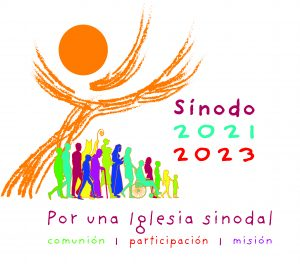 Sínodo
2021
2023
Por una Iglesia sinodal
comunión | participación | misión